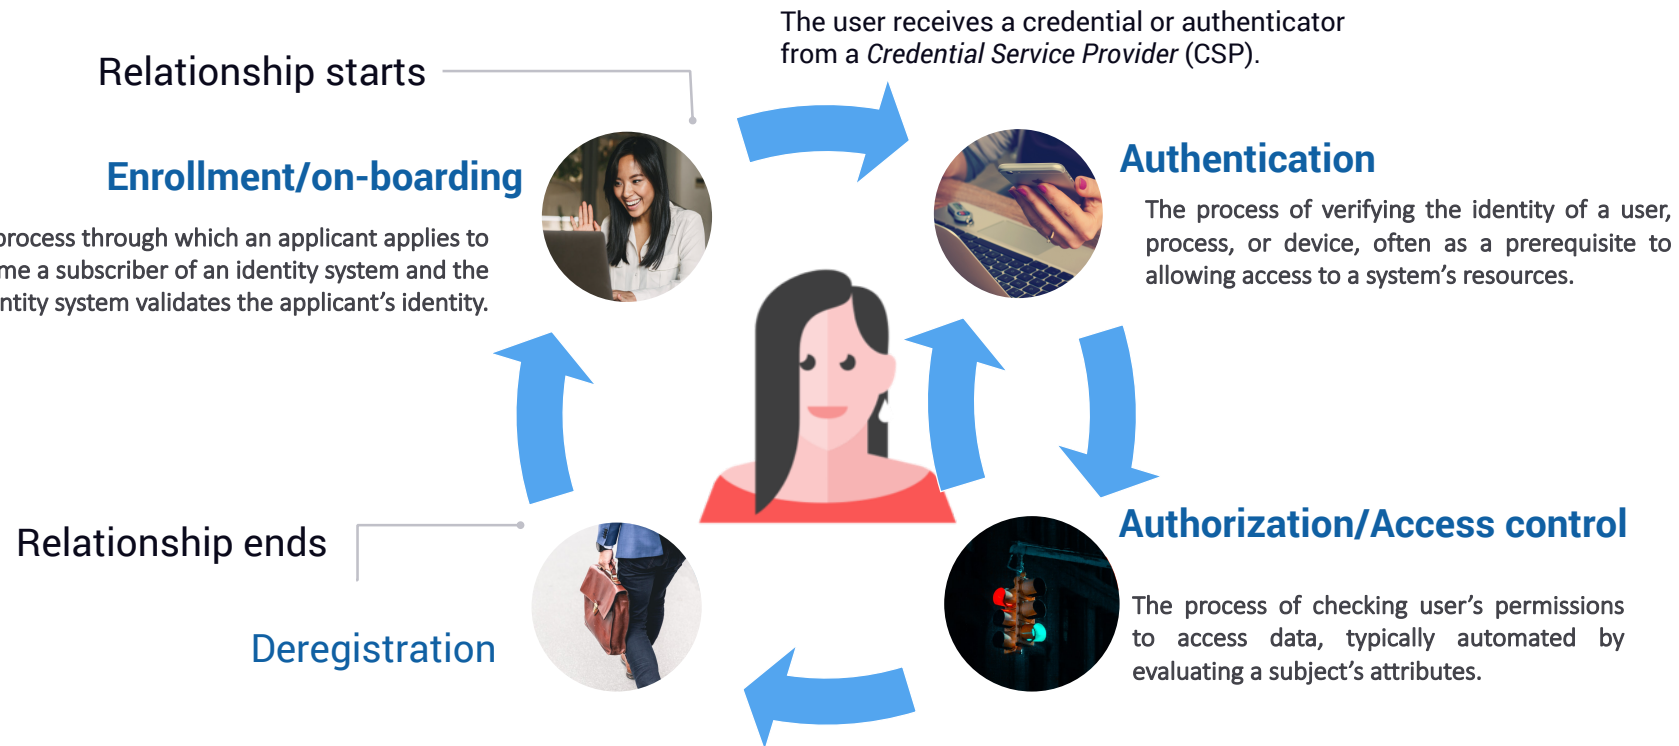 The user receives a credential or authenticator
from a Credential Service Provider (CSP).
Relationship starts
Enrollment/on-boarding
process through which an applicant applies to
me a subscriber of an identity system and the
ntity system validates the applicant's identity.
Authentication
The process of verifying the identity of a user,
process, or device, often as a prerequisite to
allowing access to a system's resources.
Relationship ends
Deregistration
Authorization/Access control
The process of checking user's permissions
to access data, typically automated by
evaluating a subject's attributes.